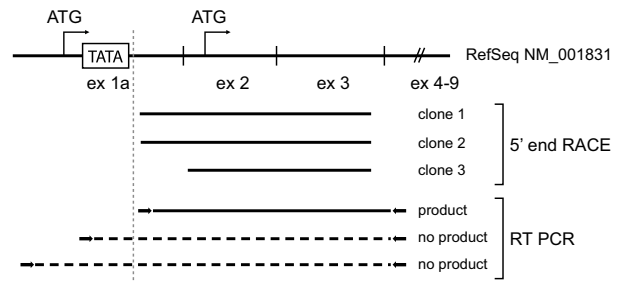 ATG ATG
TATA RefSeq NM_001831
ex 1a ex 2 ex 3 ex 4-9
clone 1
clone 2 5' end RACE
clone 3
product
no product RT PCR
no product